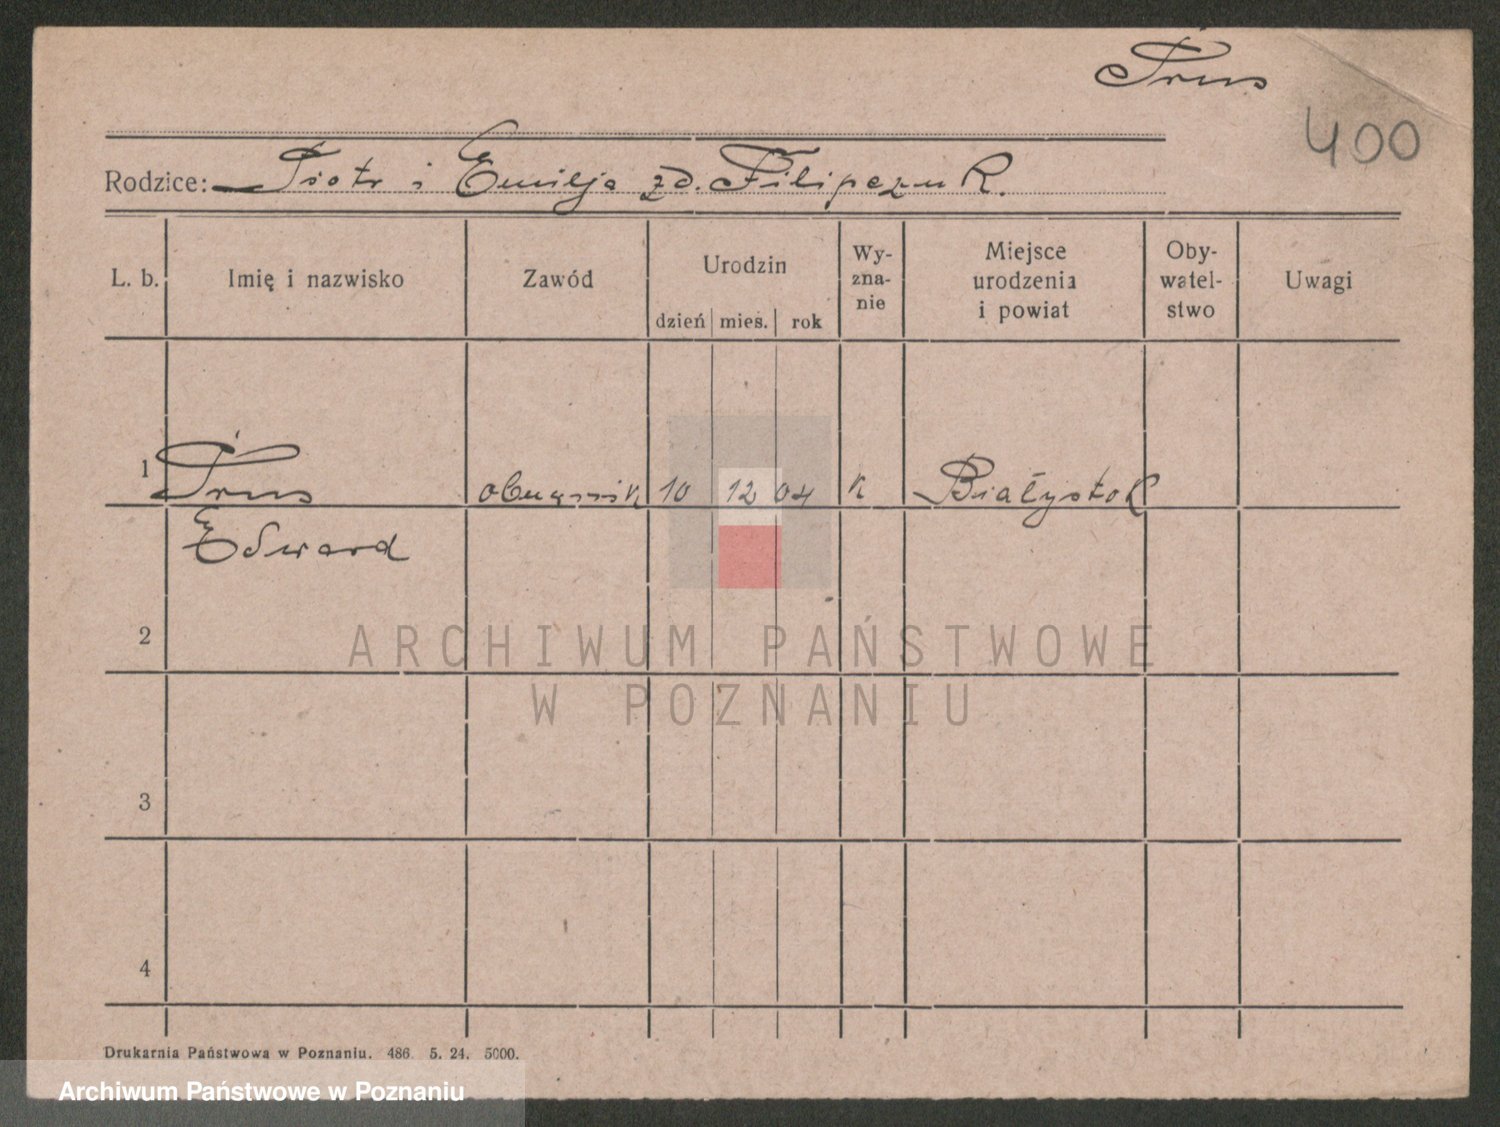 Trus
400
Rodzice: Piotr i Emilja zd. Filipczuk.
L. b. Imię i nazwisko Zawód Urodzin dzień mies. rok Wy- zna- nie Miejsce urodzenia i powiat Oby- watel- stwo Uwagi
1 Trus 10 12 04 k Białystok
Edward
2
ARCHIWUM PAŃSTWOWE
W POZNANIU
3
4
Drukarnia Państwowa w Poznaniu. 486. 5. 24. 5000.
Archiwum Państwowe w Poznaniu